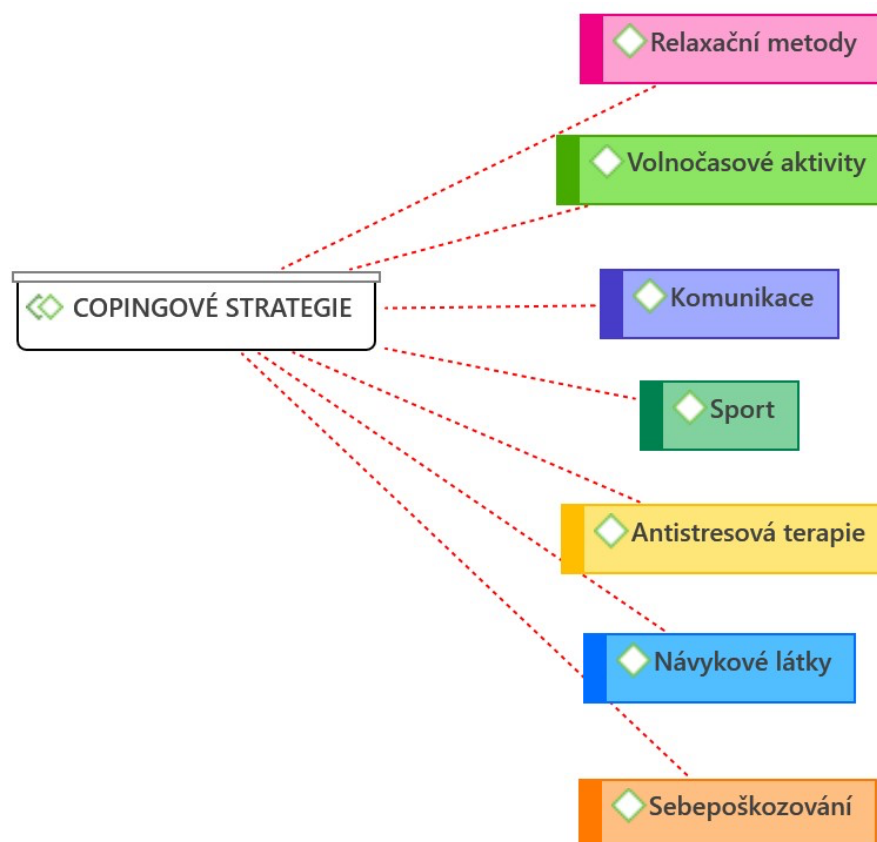 Relaxační metody
Volnočasové aktivity
COPINGOVÉ STRATEGIE
Komunikace
Sport
Antistresová terapie
Návykové látky
Sebepoškozování